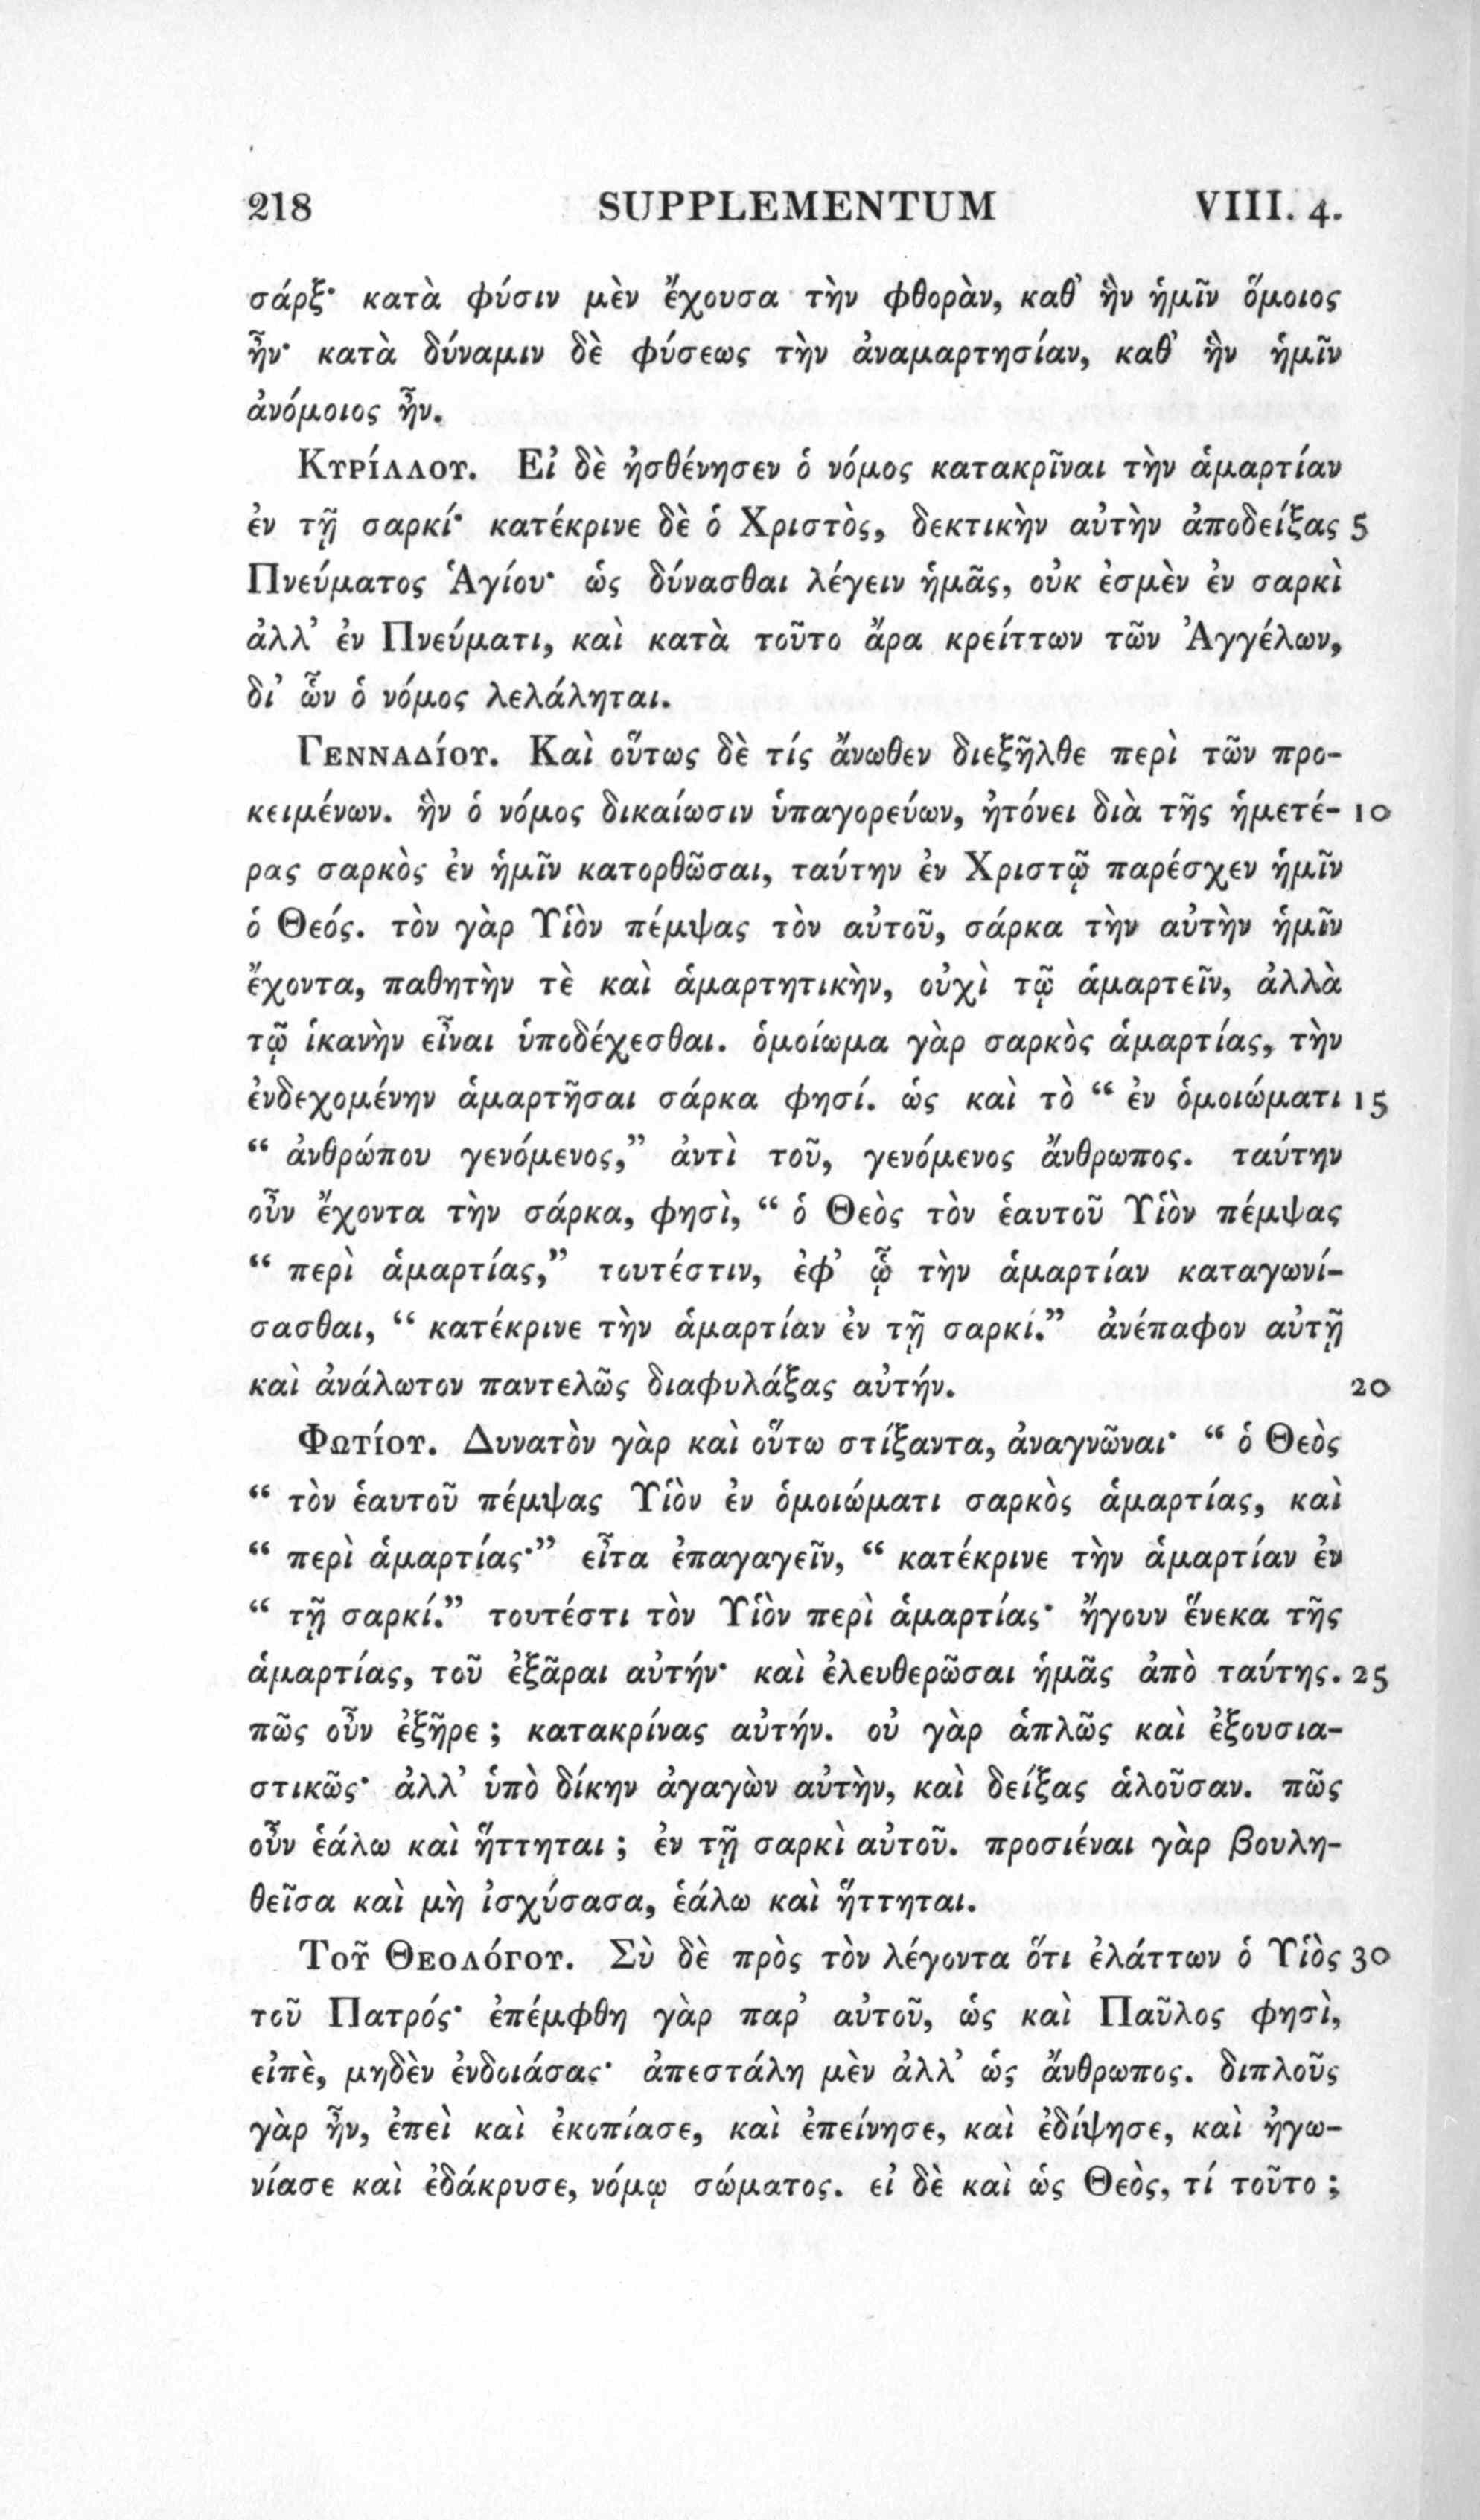 218 SUPPLEMENTUM VIII. 4.
σάρξ· κατὰ φύσιν μὲν ἔχουσα τὴν φθορὰν, καθ' ἣν ἡμῖν ὅμοιος
ἦν· κατὰ δύναμιν δὲ φύσεως τὴν ἀναμαρτησίαν, καθ' ἣν ἡμῖν
ἀνόμοιος ἦν.
Κυρίλλου. Εἰ δὲ ἠσθένησεν ὁ νόμος κατακρῖναι τὴν ἁμαρτίαν
ἐν τῇ σαρκί· κατέκρινε δὲ ὁ Χριστὸς, δεκτικὴν αὐτὴν ἀποδείξας 5
Πνεύματος Ἁγίου· ὡς δύνασθαι λέγειν ἡμᾶς, οὐκ ἐσμὲν ἐν σαρκὶ
ἀλλ' ἐν Πνεύματι, καὶ κατὰ τοῦτο ἄρα κρείττων τῶν Ἀγγέλων,
δι' ὧν ὁ νόμος λελάληται.
Γενναδίου. Καὶ οὕτως δὲ τίς ἄνωθεν διεξῆλθε περὶ τῶν προ-
κειμένων. ἣν ὁ νόμος δικαίωσιν ὑπαγορεύων, ἠτόνει διὰ τῆς ἡμετέ- 10
ρας σαρκὸς ἐν ἡμῖν κατορθῶσαι, ταύτην ἐν Χριστῷ παρέσχεν ἡμῖν
ὁ Θεός. τὸν γὰρ Υἱὸν πέμψας τὸν αὐτοῦ, σάρκα τὴν αὐτὴν ἡμῖν
ἔχοντα, παθητὴν τὲ καὶ ἁμαρτητικὴν, οὐχὶ τῷ ἁμαρτεῖν, ἀλλὰ
τῷ ἱκανὴν εἶναι ὑποδέχεσθαι. ὁμοίωμα γὰρ σαρκὸς ἁμαρτίας, τὴν
ἐνδεχομένην ἁμαρτῆσαι σάρκα φησί. ὡς καὶ τὸ “ ἐν ὁμοιώματι 15
“ ἀνθρώπου γενόμενος,” ἀντὶ τοῦ, γενόμενος ἄνθρωπος. ταύτην
οὖν ἔχοντα τὴν σάρκα, φησὶ, “ ὁ Θεὸς τὸν ἑαυτοῦ Υἱὸν πέμψας
“ περὶ ἁμαρτίας,” τουτέστιν, ἐφ' ᾧ τὴν ἁμαρτίαν καταγωνί-
σασθαι, “ κατέκρινε τὴν ἁμαρτίαν ἐν τῇ σαρκί.” ἀνέπαφον αὐτῇ
καὶ ἀνάλωτον παντελῶς διαφυλάξας αὐτήν. 20
Φωτίου. Δυνατὸν γὰρ καὶ οὕτω στίξαντα, ἀναγνῶναι· “ ὁ Θεὸς
“ τὸν ἑαυτοῦ πέμψας Υἱὸν ἐν ὁμοιώματι σαρκὸς ἁμαρτίας, καὶ
“ περὶ ἁμαρτίας·” εἶτα ἐπαγαγεῖν, “ κατέκρινε τὴν ἁμαρτίαν ἐν
“ τῇ σαρκί.” τουτέστι τὸν Υἱὸν περὶ ἁμαρτίας· ἤγουν ἕνεκα τῆς
ἁμαρτίας, τοῦ ἐξᾶραι αὐτήν· καὶ ἐλευθερῶσαι ἡμᾶς ἀπὸ ταύτης. 25
πῶς οὖν ἐξῆρε ; κατακρίνας αὐτήν. οὐ γὰρ ἁπλῶς καὶ ἐξουσια-
στικῶς· ἀλλ' ὑπὸ δίκην ἀγαγὼν αὐτὴν, καὶ δείξας ἁλοῦσαν. πῶς
οὖν ἑάλω καὶ ἥττηται ; ἐν τῇ σαρκὶ αὐτοῦ. προσιέναι γὰρ βουλη-
θεῖσα καὶ μὴ ἰσχύσασα, ἑάλω καὶ ἥττηται.
Τοῦ Θεολόγου. Σὺ δὲ πρὸς τὸν λέγοντα ὅτι ἐλάττων ὁ Υἱὸς 30
τοῦ Πατρός· ἐπέμφθη γὰρ παρ' αὐτοῦ, ὡς καὶ Παῦλος φησὶ,
εἰπὲ, μηδὲν ἐνδοιάσας· ἀπεστάλη μὲν ἀλλ' ὡς ἄνθρωπος. διπλοῦς
γὰρ ἦν, ἐπεὶ καὶ ἐκοπίασε, καὶ ἐπείνησε, καὶ ἐδίψησε, καὶ ἠγω-
νίασε καὶ ἐδάκρυσε, νόμῳ σώματος. εἰ δὲ καὶ ὡς Θεὸς, τί τοῦτο ;